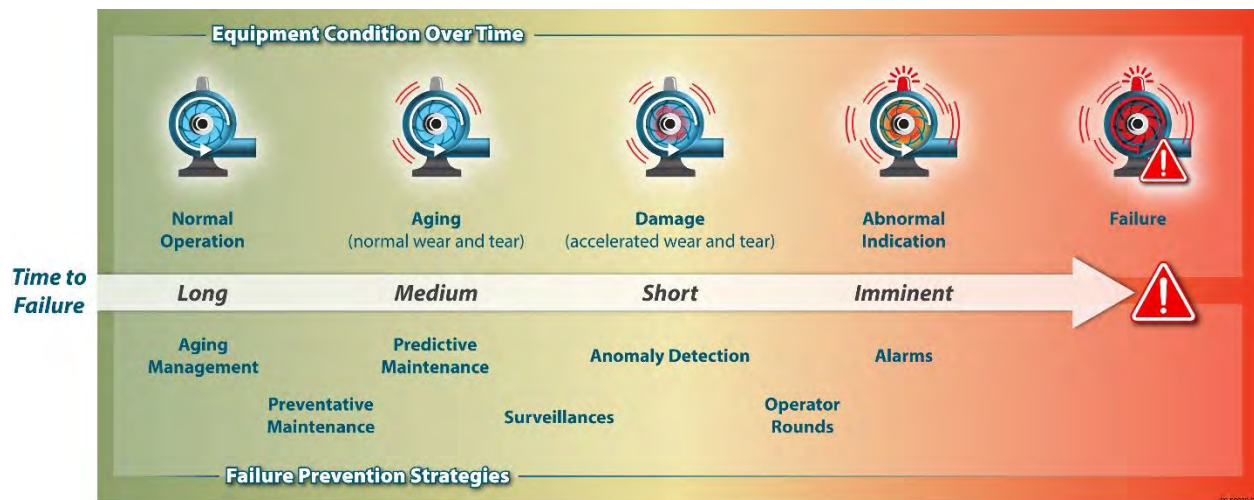 Equipment Condition Over Time
Normal
Operation
Aging
(normal wear and tear)
Damage
(accelerated wear and tear)
Abnormal
Indication
Failure
Time to
Failure
Long
Medium
Short
Imminent
Aging
Management
Predictive
Maintenance
Anomaly Detection
Alarms
Preventative
Maintenance
Surveillances
Operator
Rounds
Failure Prevention Strategies